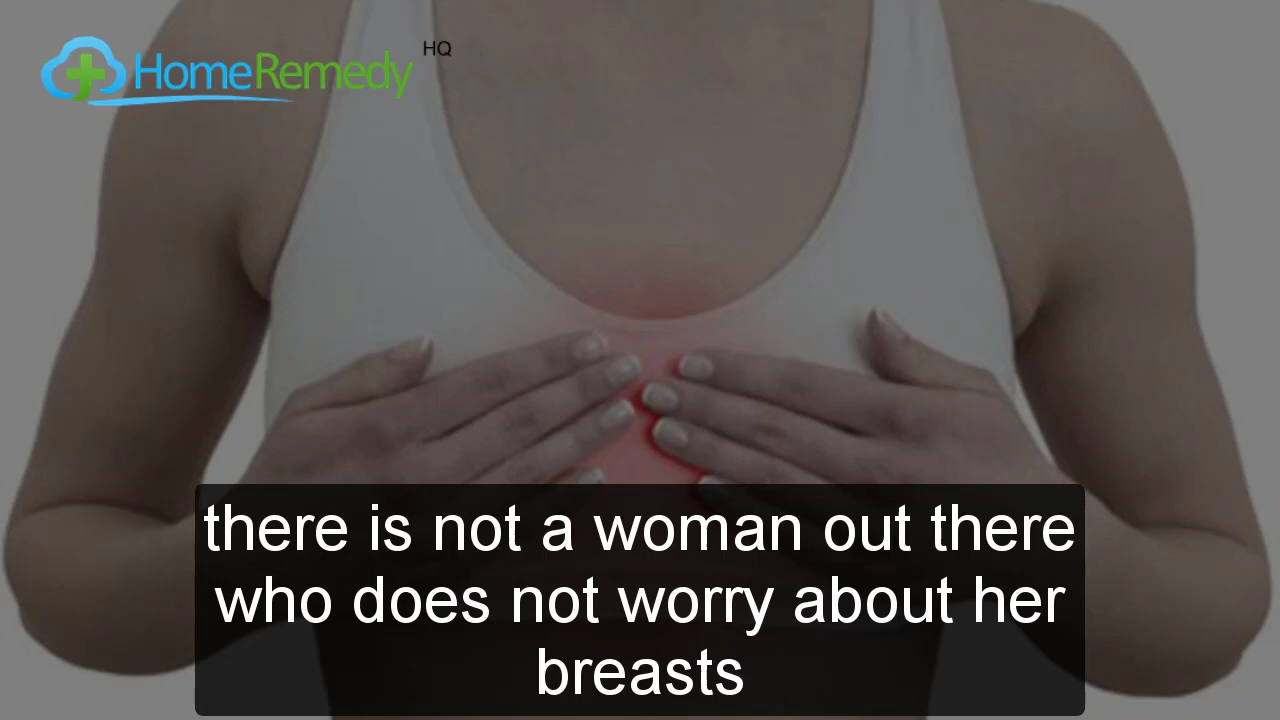 HomeRemedy HQ
there is not a woman out there
who does not worry about her
breasts